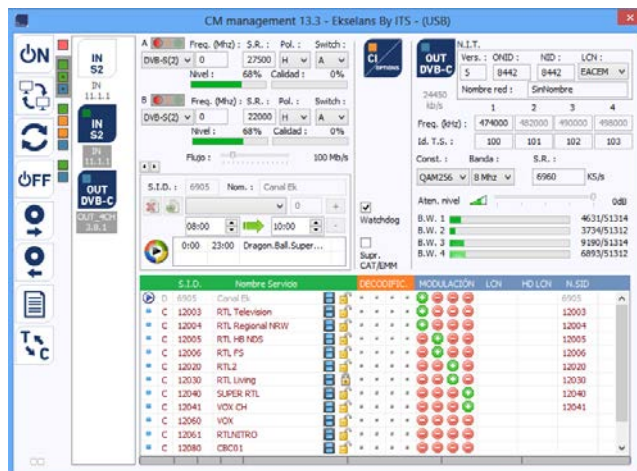 CM management 13.3 - Ekselans By ITS - (USB)
ON
OFF
T C
IN S2
IN
11.1.1
IN S2
IN
11.1.1
OUT DVB-C
OUT_4CH
3.8.1
A Freq. (Mhz) : S.R. : Pol. : Switch :
DVB-S(2) 0 27500 H A
Nivel : 68% Calidad : 0%
B Freq. (Mhz) : S.R. : Pol. : Switch :
DVB-S(2) 0 22000 H A
Nivel : 68% Calidad : 0%
Flujo : 100 Mb/s
S.I.D. : 6905 Nom. : Canal Ek
0 +
08:00 10:00 -
0:00 23:00 Dragon.Ball.Super...
CI OPTIONS
Watchdog
Supr. CAT/EMM
OUT DVB-C
24450 kb/s
N.I.T.
Vers. : ONID : NID : LCN :
5 8442 8442 EACEM
Nombre red : SinNombre
1 2 3 4
Freq. (kHz) : 474000 482000 490000 498000
Id. T.S. : 100 101 102 103
Const. : Banda : S.R. :
QAM256 8 Mhz 6960 KS/s
Aten. nivel 0dB
B.W. 1 4631/51314
B.W. 2 3734/51312
B.W. 3 9190/51314
B.W. 4 6893/51312
S.I.D. Nombre Servicio DECODIFIC. MODULACIÓN LCN HD LCN N.SID
D 6905 Canal Ek 6905
C 12003 RTL Television 12003
C 12004 RTL Regional NRW 12004
C 12005 RTL HB NDS 12005
C 12006 RTL FS 12006
C 12020 RTL2 12020
C 12030 RTL Living 12030
C 12040 SUPER RTL 12040
C 12041 VOX CH 12041
C 12060 VOX
C 12061 RTLNITRO
C 12080 CBC01